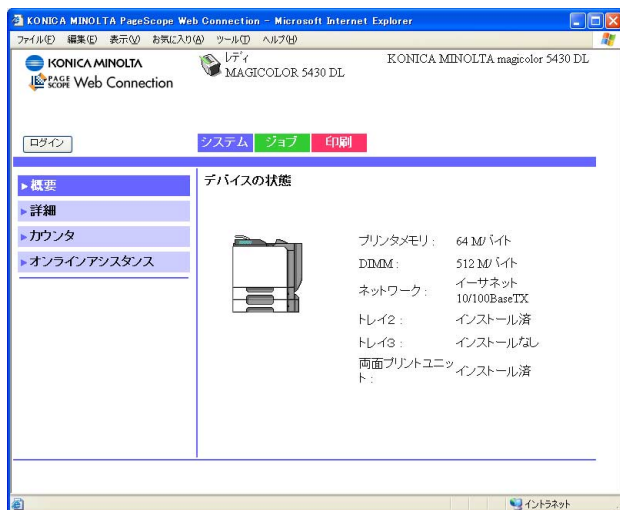 KONICA MINOLTA PageScope Web Connection - Microsoft Internet Explorer
ファイル(F) 編集(E) 表示(V) お気に入り(A) ツール(T) ヘルプ(H)
KONICA MINOLTA
PAGE SCOPE Web Connection
レディ
MAGICOLOR 5430 DL
KONICA MINOLTA magicolor 5430 DL
ログイン
システム ジョブ 印刷
概要
詳細
カウンタ
オンラインアシスタンス
デバイスの状態
プリンタメモリ : 64 Mバイト
DIMM : 512 Mバイト
ネットワーク : イーサネット 10/100BaseTX
トレイ2 : インストール済
トレイ3 : インストールなし
両面プリントユニット : インストール済
イントラネット